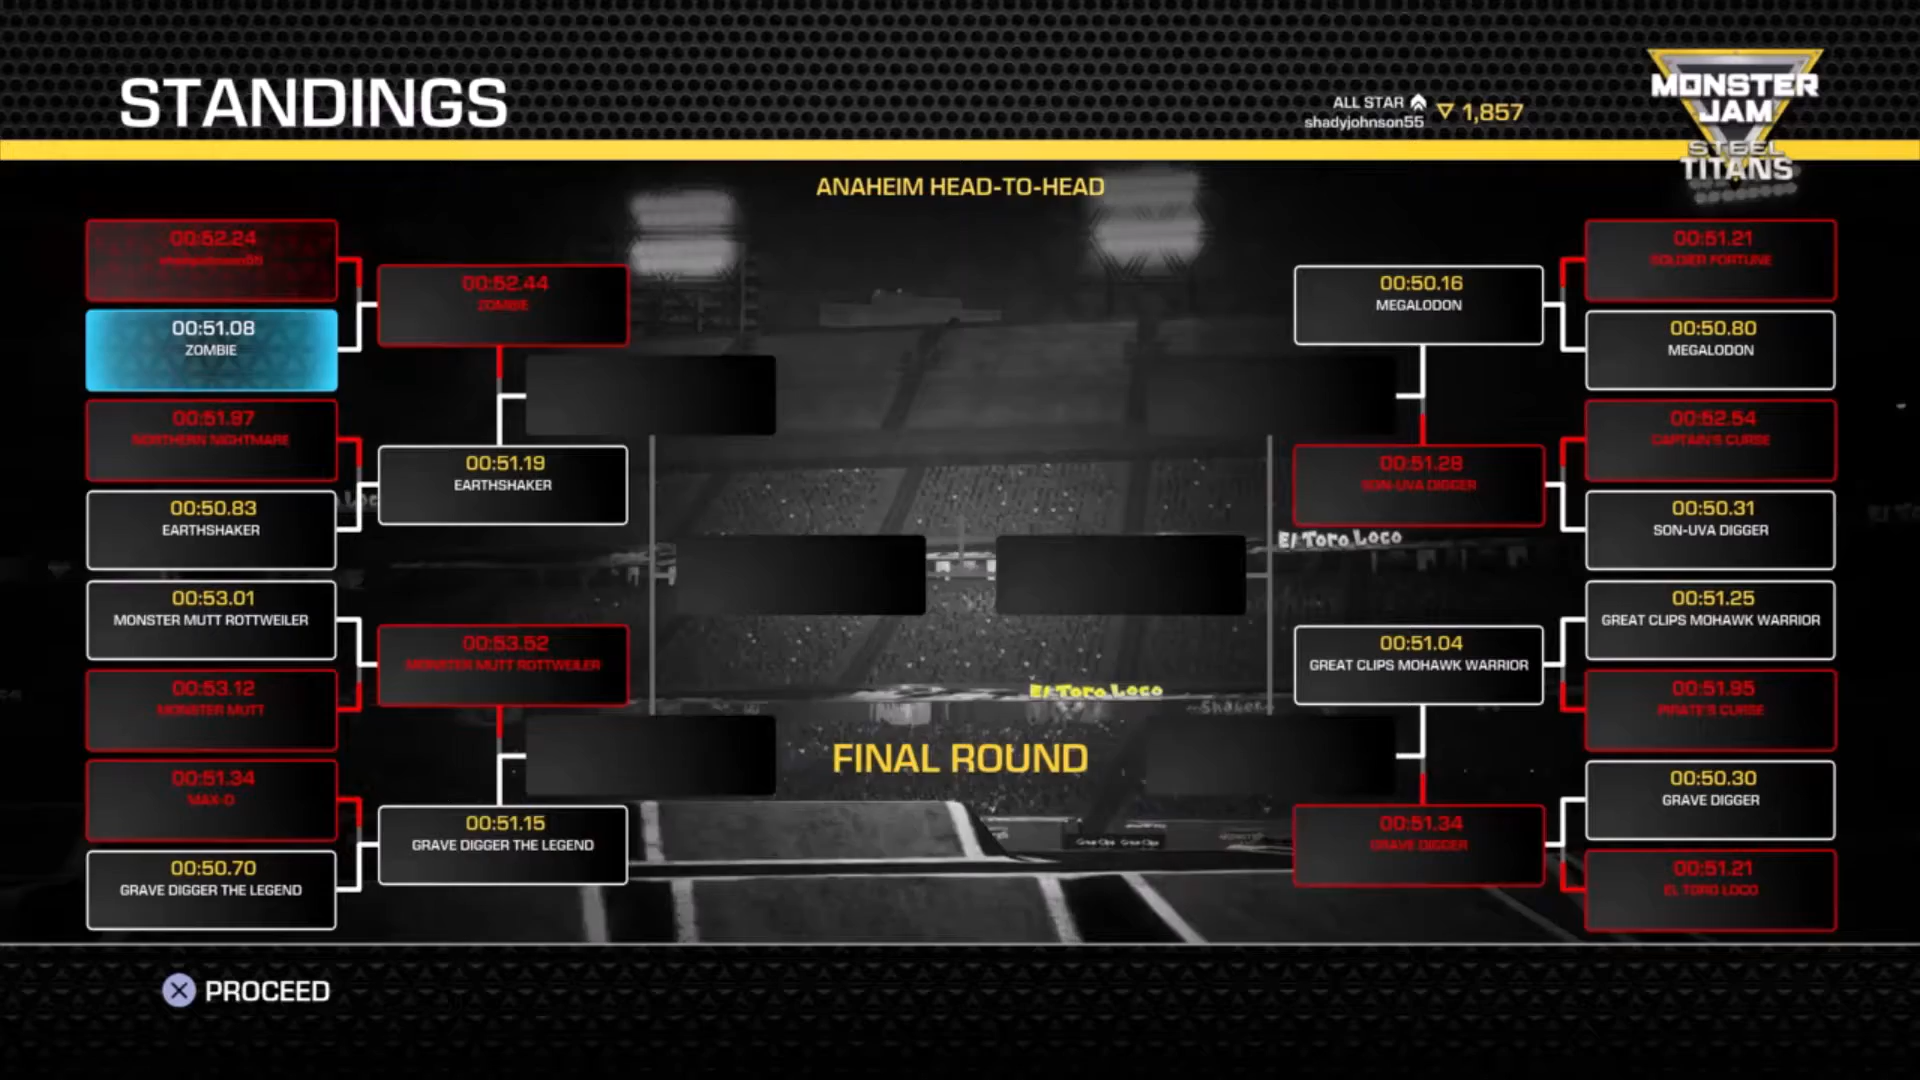 STANDINGS
ALL STAR
shadyjohnson55
1,857
MONSTER
JAM
STEEL
TITANS
ANAHEIM HEAD-TO-HEAD
00:52.24
shadyjohnson55
00:51.08
ZOMBIE
00:51.97
NORTHERN NIGHTMARE
00:50.83
EARTHSHAKER
00:53.01
MONSTER MUTT ROTTWEILER
00:53.12
MONSTER MUTT
00:51.34
MAX-D
00:50.70
GRAVE DIGGER THE LEGEND
00:52.44
ZOMBIE
00:51.19
EARTHSHAKER
00:53.52
MONSTER MUTT ROTTWEILER
00:51.15
GRAVE DIGGER THE LEGEND
El Toro Loco
El Toro Loco
FINAL ROUND
00:50.16
MEGALODON
00:51.28
SON-UVA DIGGER
00:51.04
GREAT CLIPS MOHAWK WARRIOR
00:51.34
GRAVE DIGGER
00:51.21
SOLDIER FORTUNE
00:50.80
MEGALODON
00:52.54
CAPTAIN'S CURSE
00:50.31
SON-UVA DIGGER
00:51.25
GREAT CLIPS MOHAWK WARRIOR
00:51.95
PIRATE'S CURSE
00:50.30
GRAVE DIGGER
00:51.21
EL TORO LOCO
Great Clips Great Clips
PROCEED